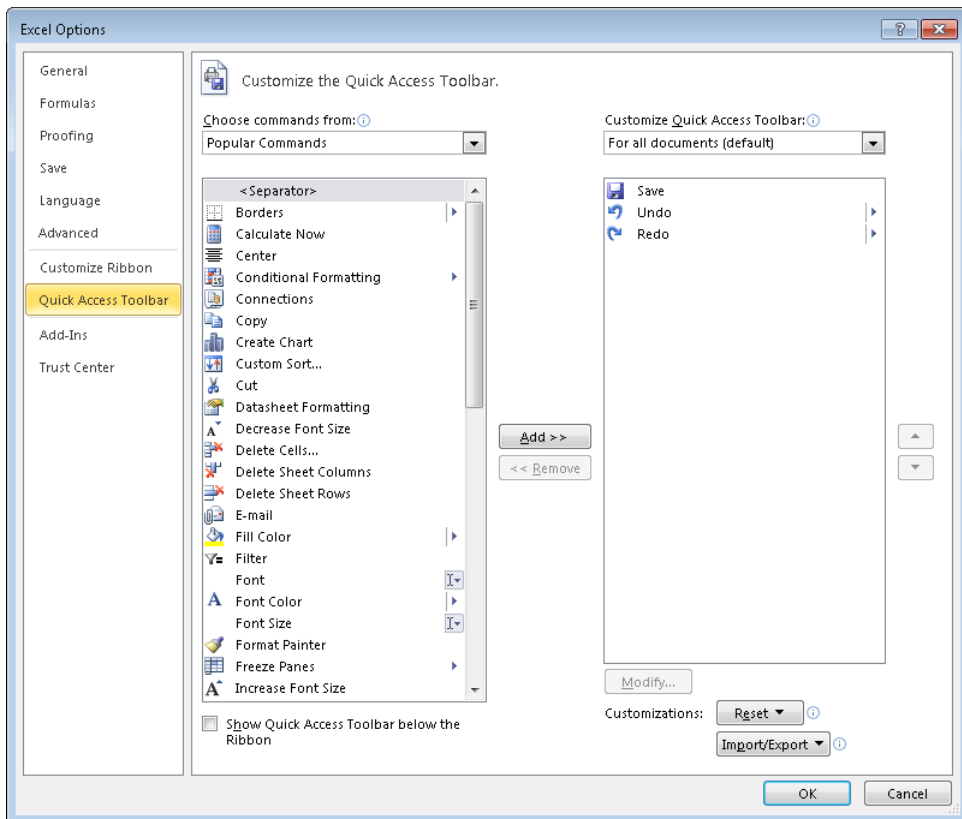 Excel Options
General
Formulas
Proofing
Save
Language
Advanced
Customize Ribbon
Quick Access Toolbar
Add-Ins
Trust Center
Customize the Quick Access Toolbar.
Choose commands from:
Popular Commands
<Separator>
Borders
Calculate Now
Center
Conditional Formatting
Connections
Copy
Create Chart
Custom Sort...
Cut
Datasheet Formatting
Decrease Font Size
Delete Cells...
Delete Sheet Columns
Delete Sheet Rows
E-mail
Fill Color
Filter
Font
Font Color
Font Size
Format Painter
Freeze Panes
Increase Font Size
Show Quick Access Toolbar below the
Ribbon
Add >>
<< Remove
Customize Quick Access Toolbar:
For all documents (default)
Save
Undo
Redo
Modify...
Customizations:
Reset
Import/Export
OK
Cancel